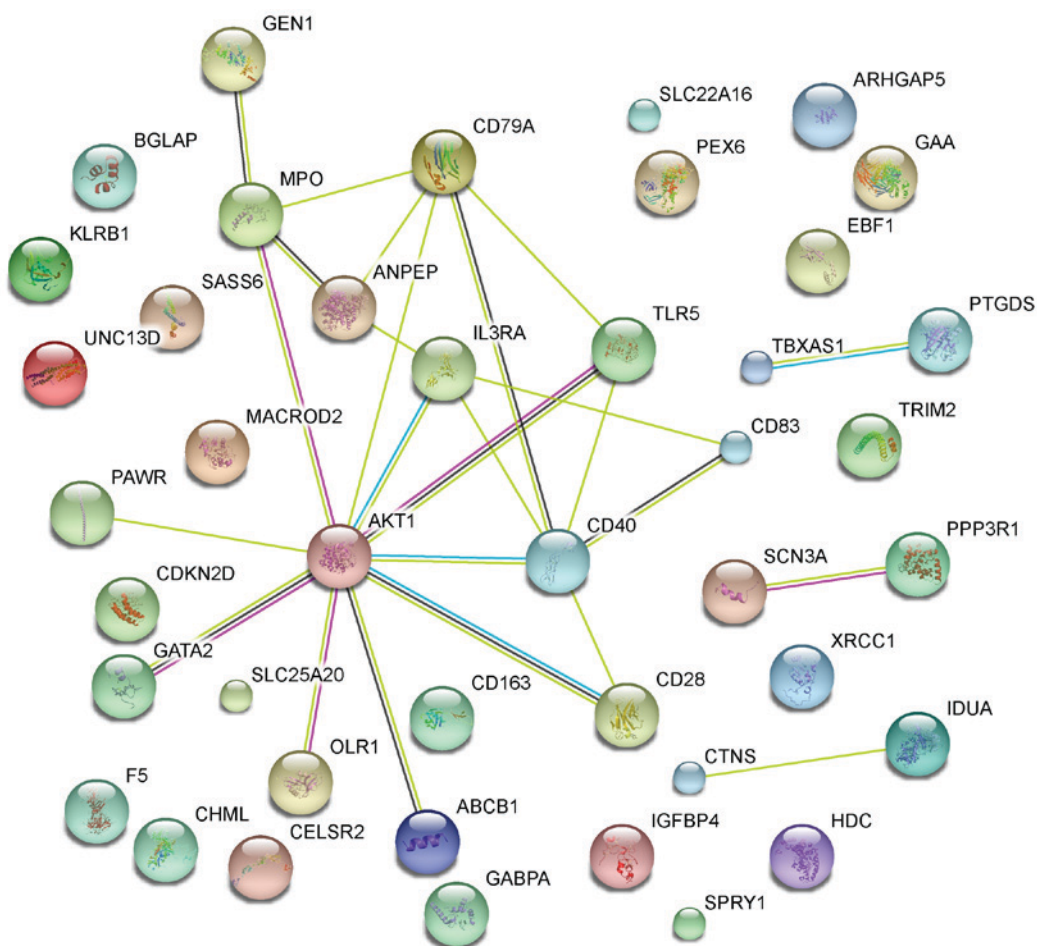 GEN1
SLC22A16
ARHGAP5
BGLAP
CD79A
PEX6
GAA
MPO
KLRB1
EBF1
SASS6
ANPEP
UNC13D
IL3RA
TLR5
PTGDS
TBXAS1
MACROD2
CD83
TRIM2
PAWR
AKT1
CD40
SCN3A
PPP3R1
CDKN2D
GATA2
SLC25A20
CD163
CD28
XRCC1
IDUA
OLR1
CTNS
F5
CHML
CELSR2
ABCB1
IGFBP4
HDC
GABPA
SPRY1